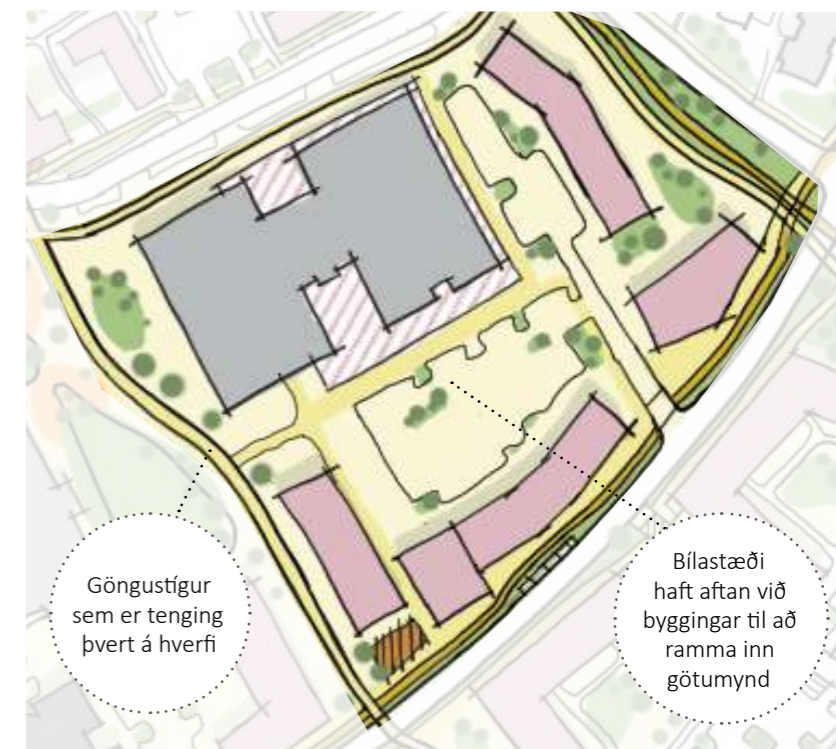 Göngustígur
sem er tenging
þvert á hverfi
Bílastæði
haft aftan við
byggingar til að
ramma inn
götumynd